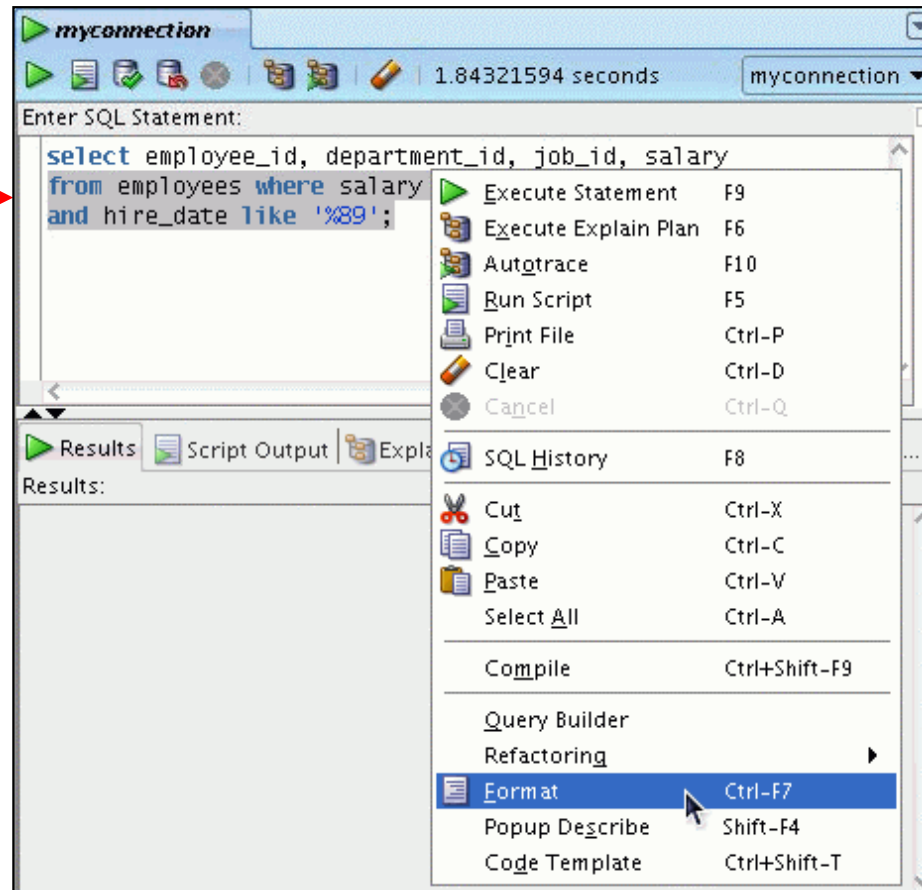 myconnection
1.84321594 seconds myconnection
Enter SQL Statement:
select employee_id, department_id, job_id, salary
from employees where salary
and hire_date like '%89';
Execute Statement F9
Execute Explain Plan F6
Autotrace F10
Run Script F5
Print File Ctrl-P
Clear Ctrl-D
Cancel Ctrl-Q
Results Script Output
SQL History F8
Results:
Cut Ctrl-X
Copy Ctrl-C
Paste Ctrl-V
Select All Ctrl-A
Compile Ctrl+Shift-F9
Query Builder
Refactoring
Format Ctrl-F7
Popup Describe Shift-F4
Code Template Ctrl+Shift-T